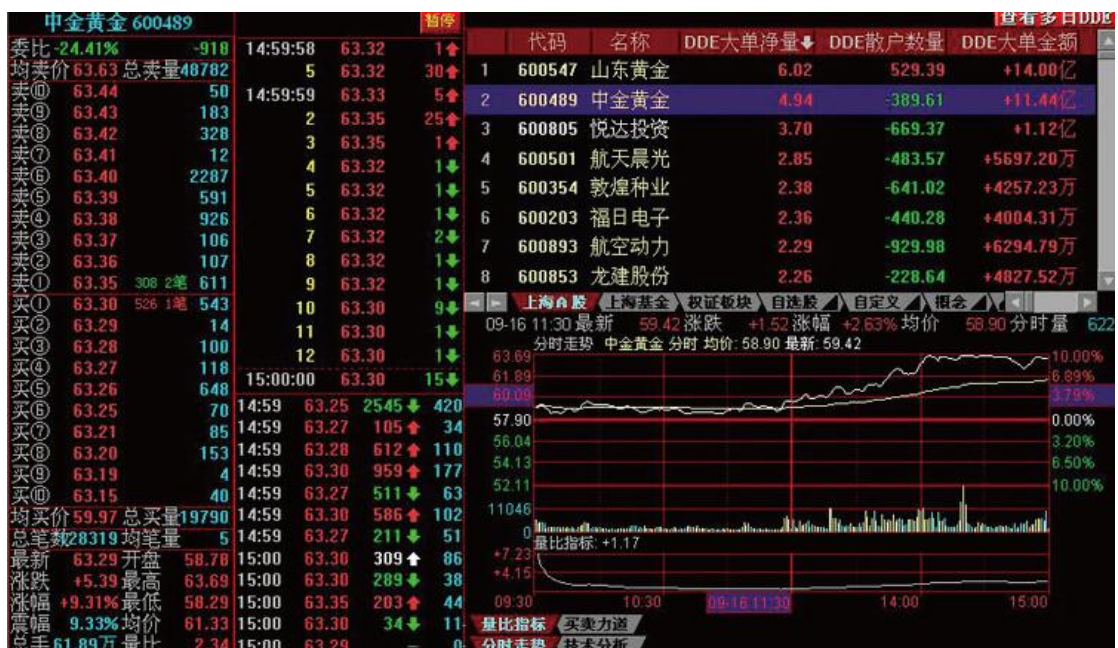 中金黄金 600489
暂停
查看多日DDE
委比 -24.41% -918
均卖价 63.63 总卖量 48782
卖⑩ 63.44 50
卖⑨ 63.43 183
卖⑧ 63.42 328
卖⑦ 63.41 12
卖⑥ 63.40 2287
卖⑤ 63.39 591
卖④ 63.38 926
卖③ 63.37 106
卖② 63.36 107
卖① 63.35 308 2笔 611
买① 63.30 526 1笔 543
买② 63.29 14
买③ 63.28 100
买④ 63.27 118
买⑤ 63.26 648
买⑥ 63.25 70
买⑦ 63.21 85
买⑧ 63.20 153
买⑨ 63.19 4
买⑩ 63.15 40
均买价 59.97 总买量 19790
总笔数 28319 均笔量 5
最新 63.29 开盘 58.78
涨跌 +5.39 最高 63.69
涨幅 +9.31% 最低 58.29
震幅 9.33% 均价 61.33
总手 61.89万 量比 2.34
14:59:58 63.32 1⬆
5 63.32 30⬆
14:59:59 63.33 5⬆
2 63.35 25⬆
3 63.35 1⬆
4 63.32 1⬇
5 63.32 1⬇
6 63.32 1⬇
7 63.32 2⬇
8 63.32 1⬇
9 63.32 1⬇
10 63.30 9⬇
11 63.30 1⬇
12 63.30 1⬇
15:00:00 63.30 15⬇
14:59 63.25 2545⬇ 420
14:59 63.27 105⬆ 34
14:59 63.28 612⬆ 110
14:59 63.30 959⬆ 177
14:59 63.27 511⬇ 63
14:59 63.30 586⬆ 102
14:59 63.27 211⬇ 51
15:00 63.30 309⬆ 86
15:00 63.30 289⬇ 38
15:00 63.35 203⬆ 44
15:00 63.30 34⬇ 11
15:00 63.29 – 0
代码 名称 DDE大单净量⬇ DDE散户数量 DDE大单金额
1 600547 山东黄金 6.02 529.39 +14.00亿
2 600489 中金黄金 4.94 -389.61 +11.44亿
3 600805 悦达投资 3.70 -669.37 +1.12亿
4 600501 航天晨光 2.85 -483.57 +5697.20万
5 600354 敦煌种业 2.38 -641.02 +4257.23万
6 600203 福日电子 2.36 -440.28 +4004.31万
7 600893 航空动力 2.29 -929.98 +6294.79万
8 600853 龙建股份 2.26 -228.64 +4827.52万
上海A股 上海基金 权证板块 自选股 自定义 概念
09-16 11:30 最新 59.42 涨跌 +1.52 涨幅 +2.63% 均价 58.90 分时量 622
分时走势 中金黄金 分时 均价: 58.90 最新: 59.42
63.69 10.00%
61.89 6.89%
60.09 3.79%
57.90 0.00%
56.04 3.20%
54.13 6.50%
52.11 10.00%
11046
0
量比指标: +1.17
+7.23
+4.15
09:30 10:30 09-16 11:30 14:00 15:00
量比指标 买卖力道
分时走势 技术分析